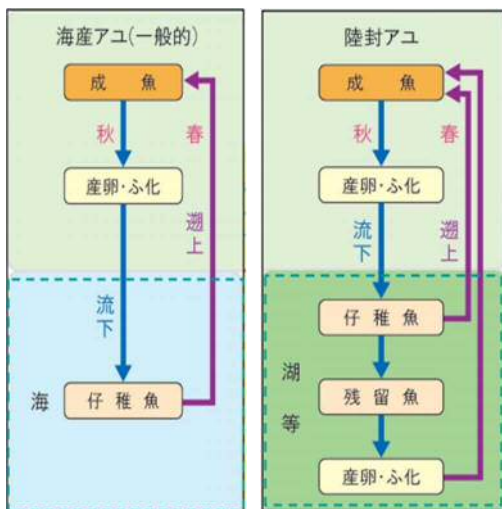 海産アユ(一般的)
成魚
秋
春
産卵・ふ化
遡上
流下
海
仔稚魚
陸封アユ
成魚
秋
春
産卵・ふ化
流下
遡上
仔稚魚
湖等
残留魚
産卵・ふ化